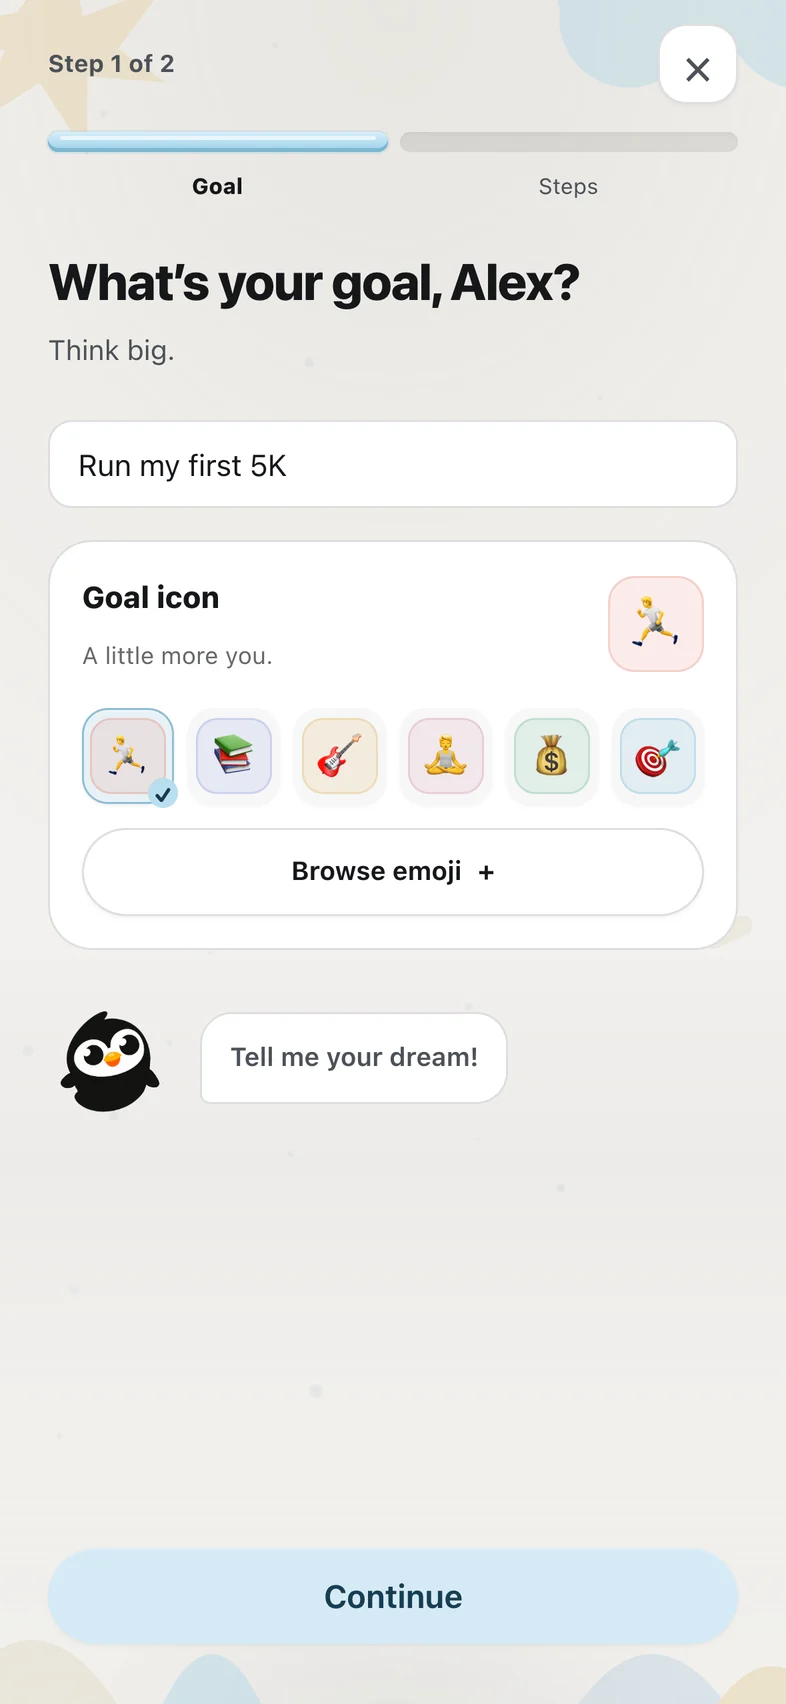 Step 1 of 2
Goal
Steps
What's your goal, Alex?
Think big.
Run my first 5K
Goal icon
A little more you.
$
Browse emoji +
Tell me your dream!
Continue